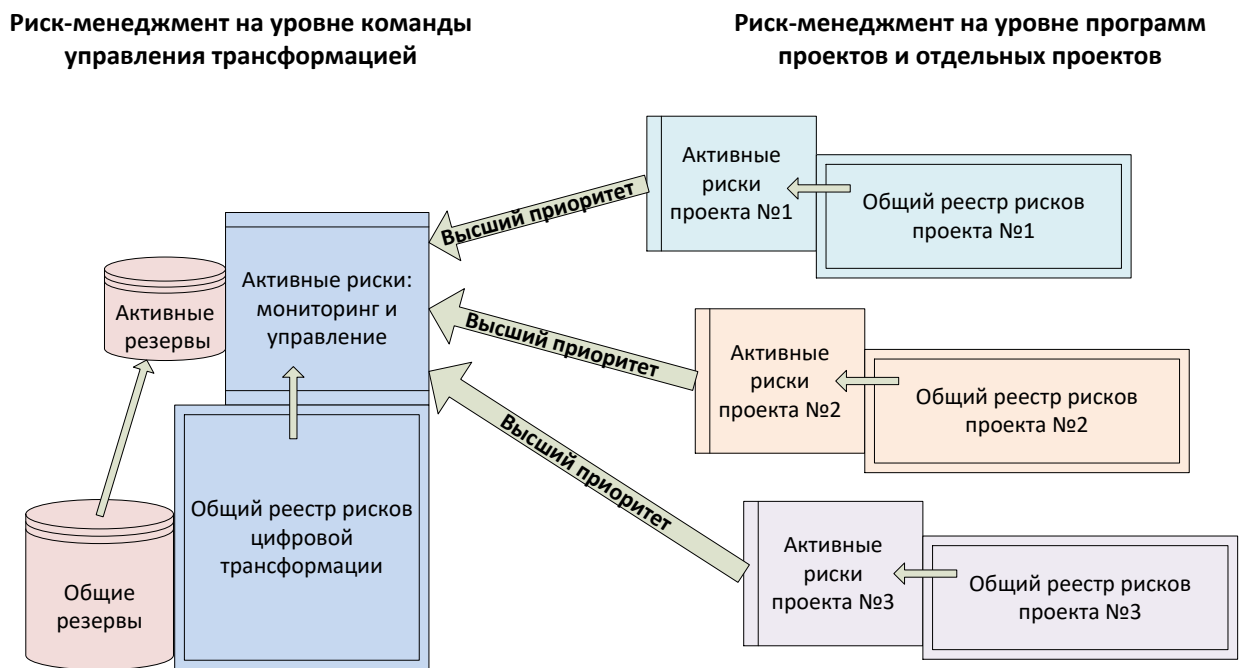 Риск-менеджмент на уровне команды
управления трансформацией
Риск-менеджмент на уровне программ
проектов и отдельных проектов
Активные
риски
проекта №1
Общий реестр рисков
проекта №1
Высший приоритет
Активные риски:
мониторинг и
управление
Активные
резервы
Высший приоритет
Активные
риски
проекта №2
Общий реестр рисков
проекта №2
Высший приоритет
Общий реестр рисков
цифровой
трансформации
Общие
резервы
Активные
риски
проекта №3
Общий реестр рисков
проекта №3